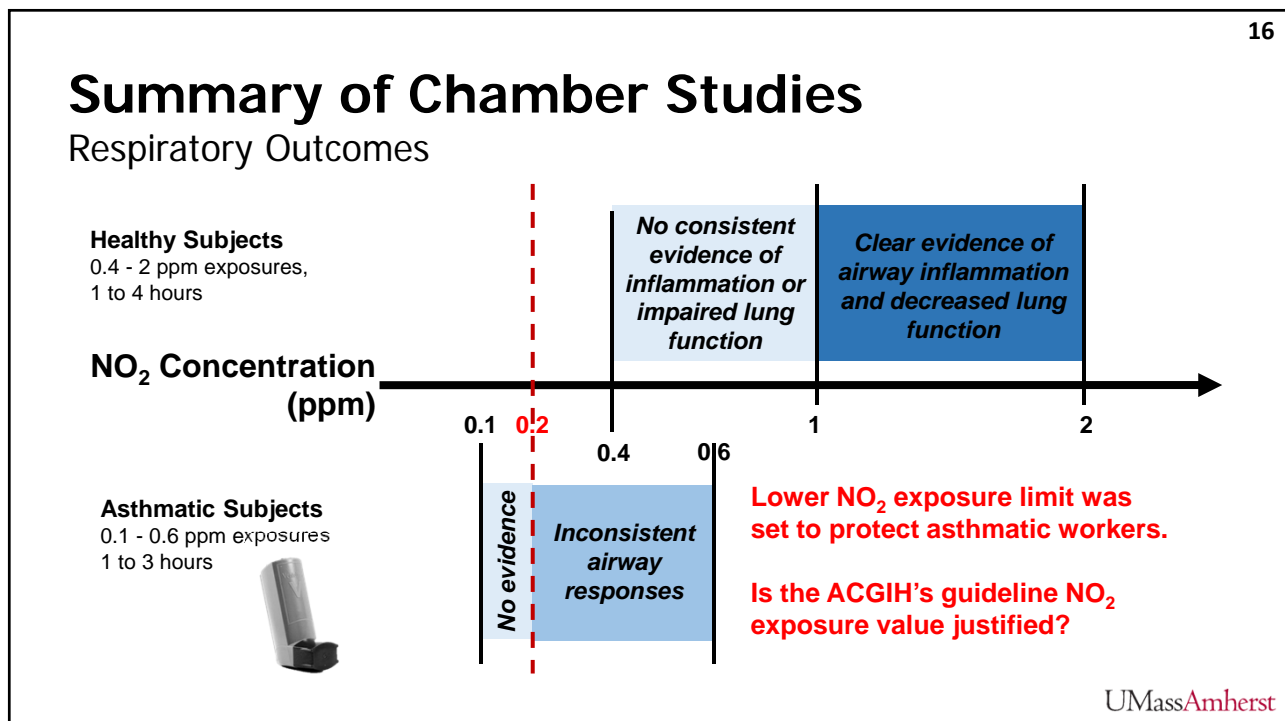 16
Summary of Chamber Studies
Respiratory Outcomes
Healthy Subjects
0.4 - 2 ppm exposures,
1 to 4 hours
No consistent
evidence of
inflammation or
impaired lung
function
Clear evidence of
airway inflammation
and decreased lung
function
NO₂ Concentration
(ppm)
0.1
0.2
0.4
0.6
1
2
Asthmatic Subjects
0.1 - 0.6 ppm exposures
1 to 3 hours
No evidence
Inconsistent
airway
responses
Lower NO₂ exposure limit was
set to protect asthmatic workers.
Is the ACGIH’s guideline NO₂
exposure value justified?
UMassAmherst